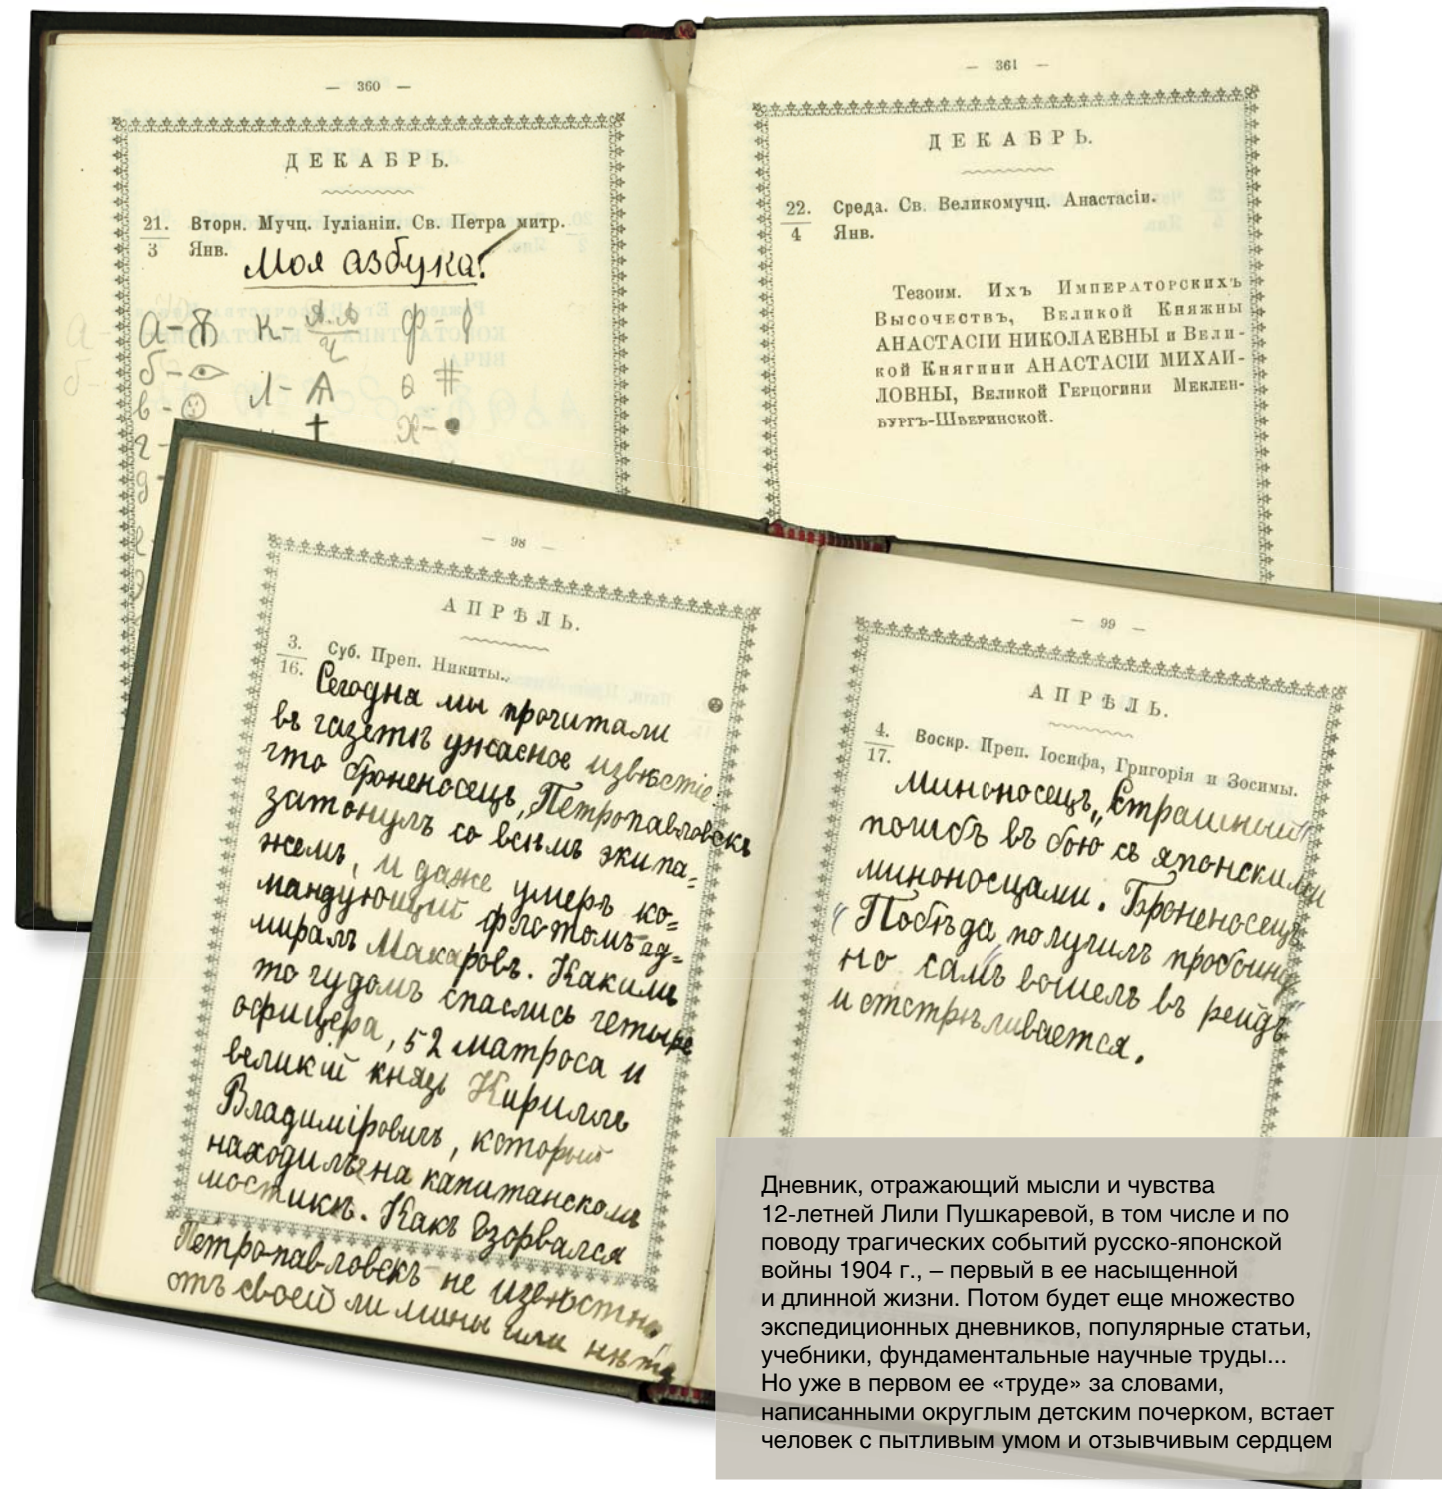 — 360 —
ДЕКАБРЬ.
21. Вторн. Мучц. Іуліаніи. Св. Петра митр.
3 Янв.
Моя азбука!
а- к- Я.Я ф-
Ч
б- л- в #
в- х-
г-
д-
— 361 —
ДЕКАБРЬ.
22. Среда. Св. Великомучц. Анастасіи.
4 Янв.
Тезоим. Ихъ Императорскихъ
Высочествъ, Великой Княжны
АНАСТАСІИ НИКОЛАЕВНЫ и Вели-
кой Княгини АНАСТАСІИ МИХАИ-
ЛОВНЫ, Великой Герцогини Меклен-
бургъ-Шверинской.
— 98 —
АПРѢЛЬ.
3. Суб. Преп. Никиты.
16.
Сегодня мы прочитали
въ газетѣ ужасное извѣстіе
что броненосецъ „Петропавловскъ
затонулъ со всѣмъ экипа=
жемъ, и даже умеръ ко=
мандующій флотомъ ад=
миралъ Макаровъ. Какимъ
то чудомъ спаслись четыре
офицера, 52 матроса и
великій князь Кириллъ
Владиміровичъ, который
находился на капитанскомъ
мостикѣ. Какъ взорвался
Петропавловскъ не извѣстно
отъ своей ли мины или нѣтъ
— 99 —
АПРѢЛЬ.
4. Воскр. Преп. Іосифа, Григорія и Зосимы.
17.
Миноносецъ „Страшный"
погибъ въ бою съ японскими
миноносцами. Броненосецъ
„Побѣда" получилъ пробоину
но самъ вошелъ въ рейдъ
и отстрѣливается.
Дневник, отражающий мысли и чувства
12-летней Лили Пушкаревой, в том числе и по
поводу трагических событий русско-японской
войны 1904 г., – первый в ее насыщенной
и длинной жизни. Потом будет еще множество
экспедиционных дневников, популярные статьи,
учебники, фундаментальные научные труды...
Но уже в первом ее «труде» за словами,
написанными округлым детским почерком, встает
человек с пытливым умом и отзывчивым сердцем